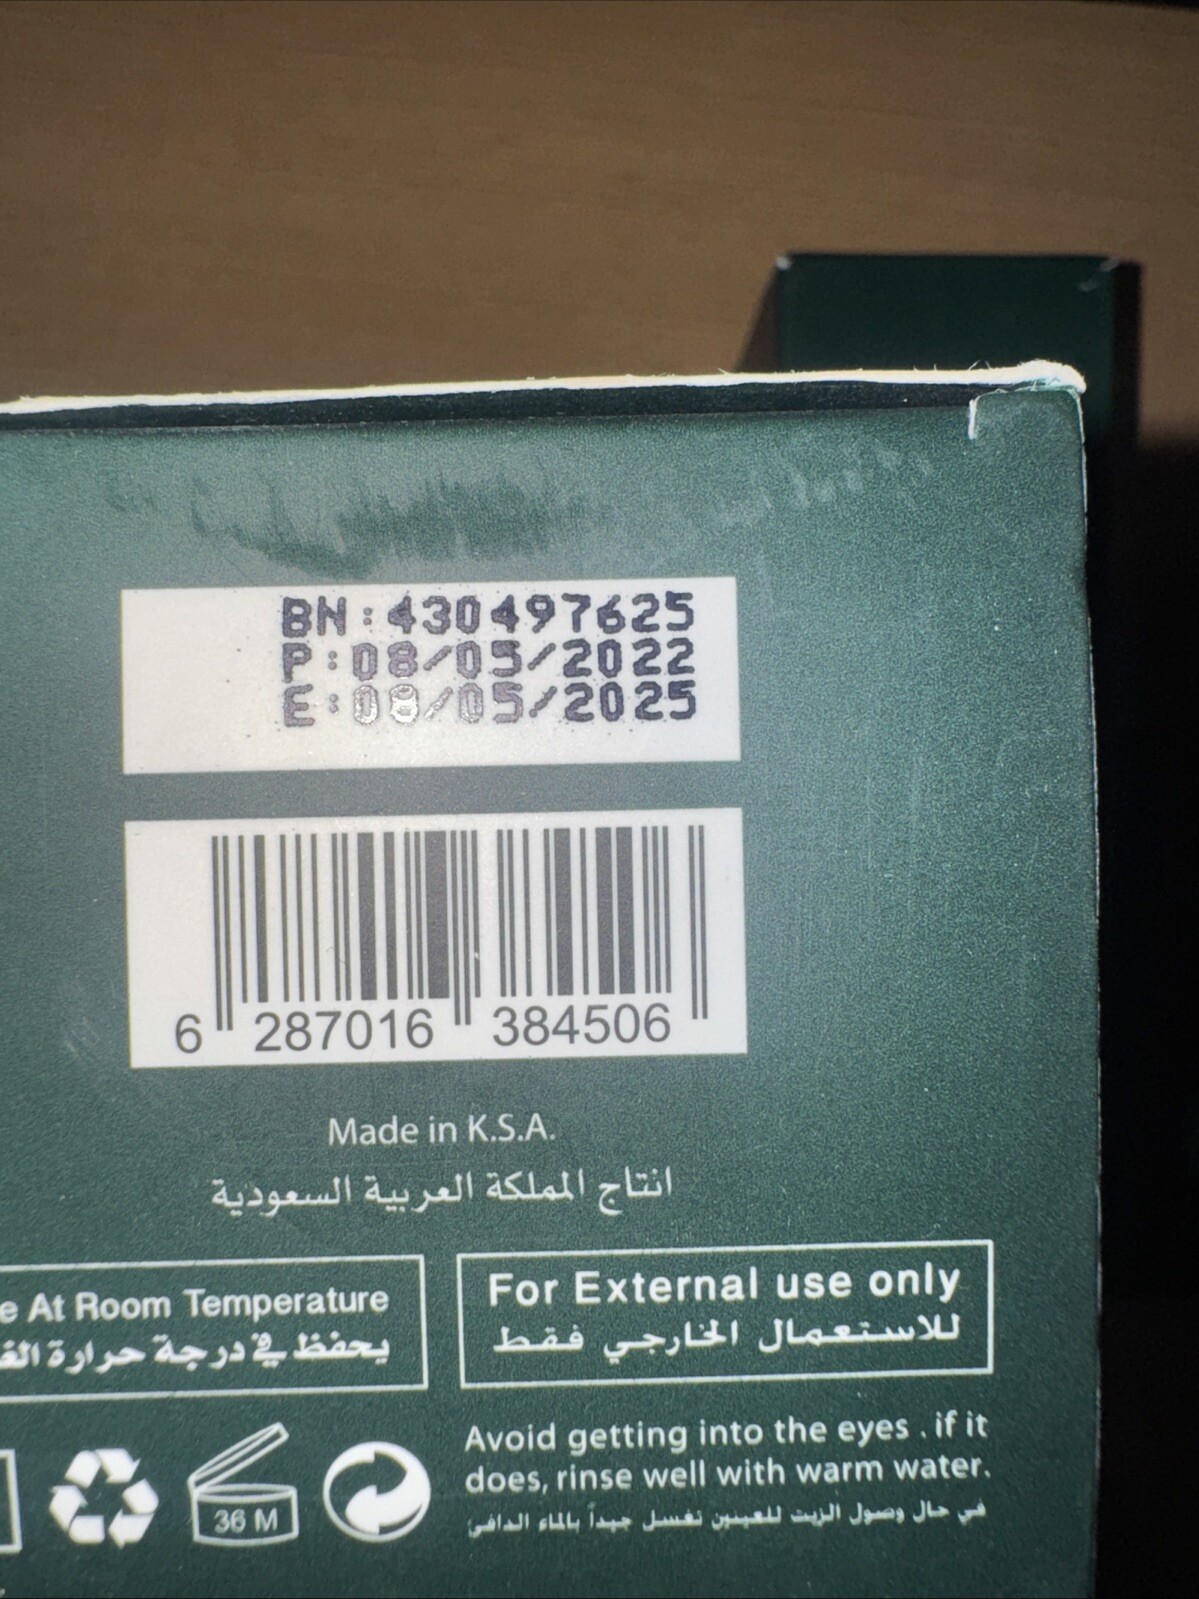 BN:430497625
P:08/05/2022
E:08/05/2025
6 287016 384506
Made in K.S.A.
انتاج المملكة العربية السعودية
At Room Temperature
يحفظ في درجة حرارة
For External use only
للاستعمال الخارجي فقط
36 M
Avoid getting into the eyes . if it
does, rinse well with warm water.
في حال وصول الزيت للعينين تغسل جيداً بالماء الدافئ